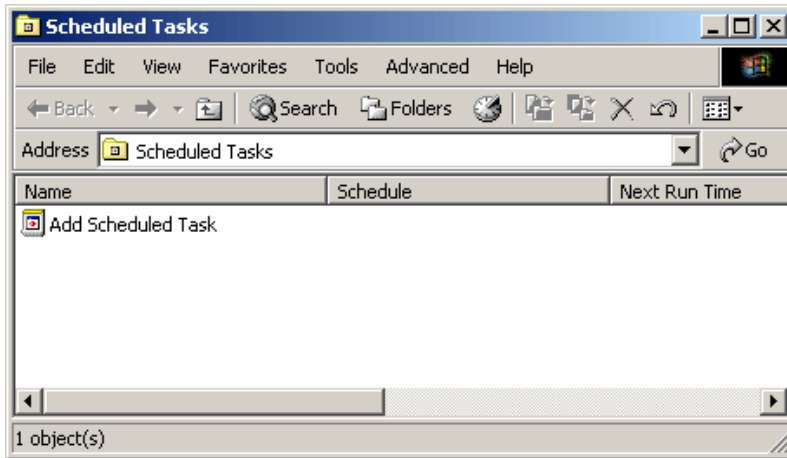 Scheduled Tasks
File Edit View Favorites Tools Advanced Help
Back Search Folders
Address Scheduled Tasks Go
Name Schedule Next Run Time
Add Scheduled Task
1 object(s)